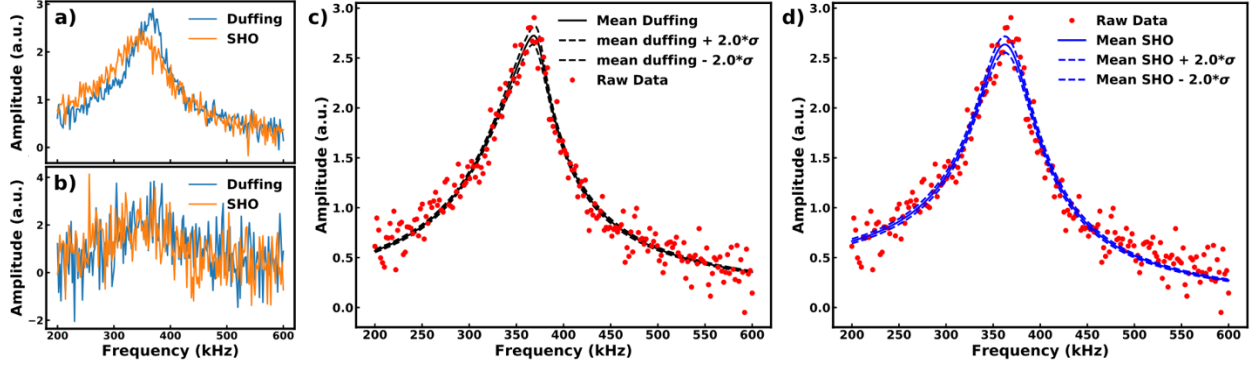 a)
Duffing
SHO
Amplitude (a.u.)
3
2
1
0
200 300 400 500 600
b)
Duffing
SHO
Amplitude (a.u.)
4
2
0
−2
200 300 400 500 600
Frequency (kHz)
c)
Mean Duffing
mean duffing + 2.0*σ
mean duffing - 2.0*σ
Raw Data
Amplitude (a.u.)
3.0
2.5
2.0
1.5
1.0
0.5
0.0
200 250 300 350 400 450 500 550 600
Frequency (kHz)
d)
Raw Data
Mean SHO
Mean SHO + 2.0*σ
Mean SHO - 2.0*σ
Amplitude (a.u.)
3.0
2.5
2.0
1.5
1.0
0.5
0.0
200 250 300 350 400 450 500 550 600
Frequency (kHz)